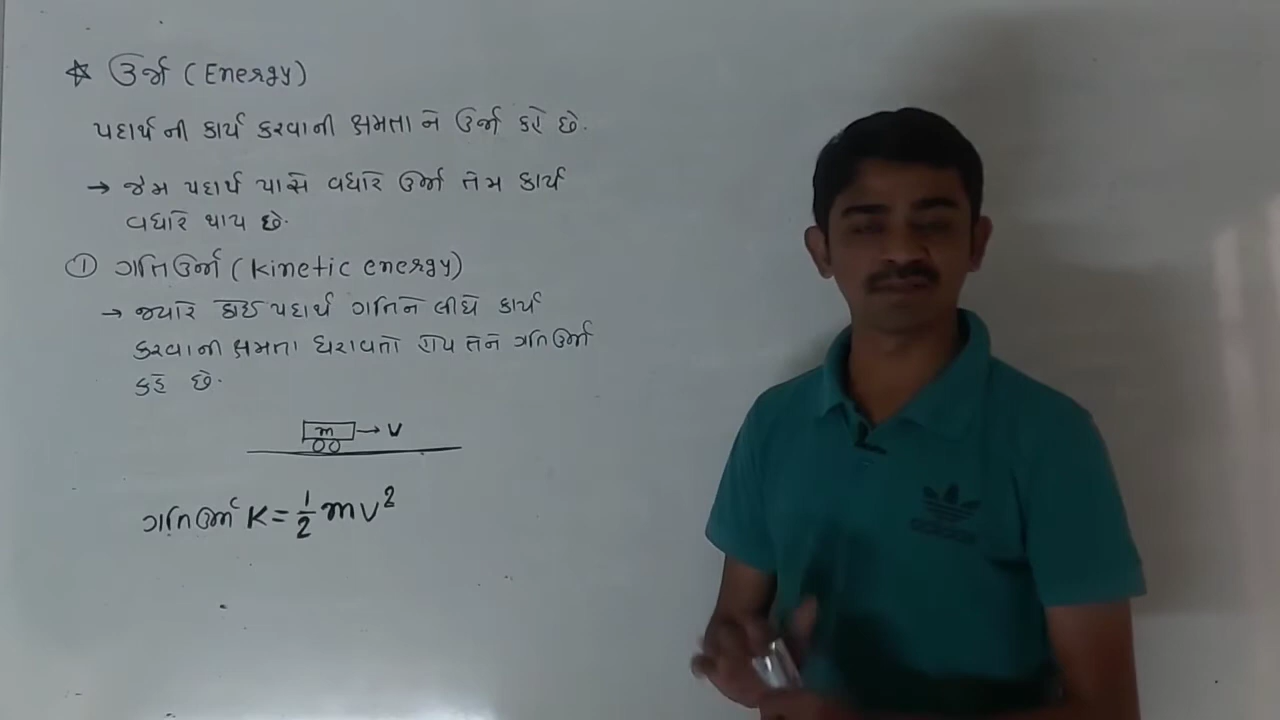 ☆ ઉર્જા (Energy)
પદાર્થ ની કાર્ય કરવાની ક્ષમતા ને ઉર્જા કહે છે.
→ જેમ પદાર્થ પાસે વધારે ઉર્જા તેમ કાર્ય
વધારે થાય છે.
① ગતિઉર્જા (Kinetic energy)
→ જ્યારે કોઈ પદાર્થ ગતિને લીધે કાર્ય
કરવાની ક્ષમતા ધરાવતો હોય તેને ગતિઉર્જા
કહે છે.
m → v
ગતિઉર્જા K = 1/2 mv²
adidas